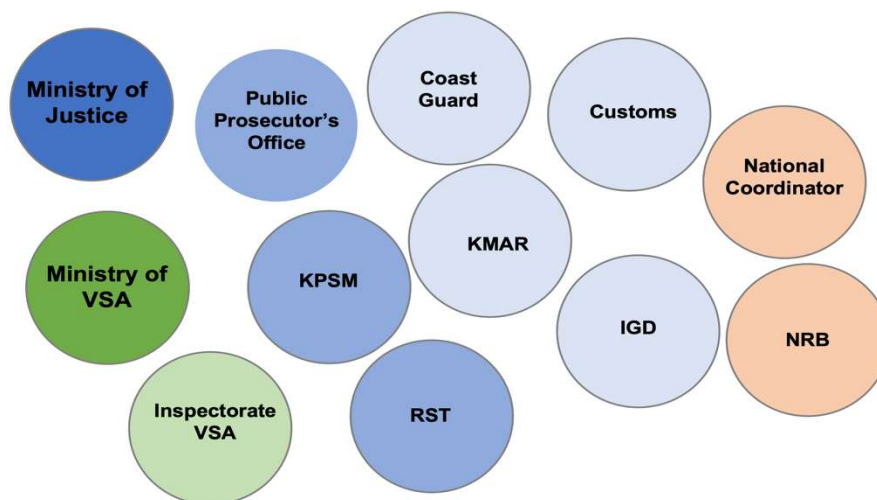 Ministry of
Justice
Public
Prosecutor's
Office
Coast
Guard
Customs
National
Coordinator
Ministry of
VSA
KPSM
KMAR
IGD
NRB
Inspectorate
VSA
RST